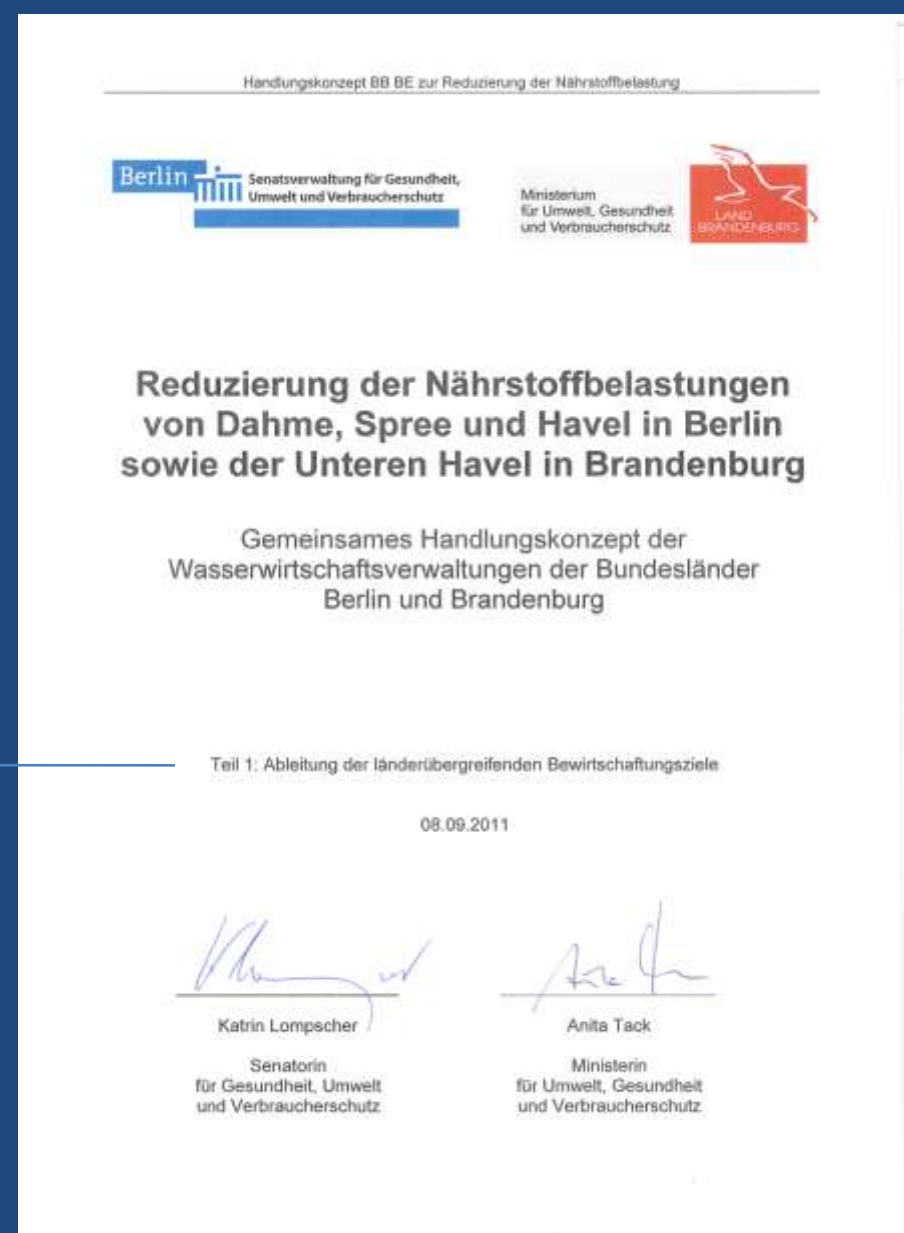 Handlungskonzept BB BE zur Reduzierung der Nährstoffbelastung
Berlin
Senatsverwaltung für Gesundheit,
Umwelt und Verbraucherschutz
Ministerium
für Umwelt, Gesundheit
und Verbraucherschutz
LAND
BRANDENBURG
Reduzierung der Nährstoffbelastungen
von Dahme, Spree und Havel in Berlin
sowie der Unteren Havel in Brandenburg
Gemeinsames Handlungskonzept der
Wasserwirtschaftsverwaltungen der Bundesländer
Berlin und Brandenburg
Teil 1: Ableitung der länderübergreifenden Bewirtschaftungsziele
08.09.2011
Katrin Lompscher
Senatorin
für Gesundheit, Umwelt
und Verbraucherschutz
Anita Tack
Ministerin
für Umwelt, Gesundheit
und Verbraucherschutz